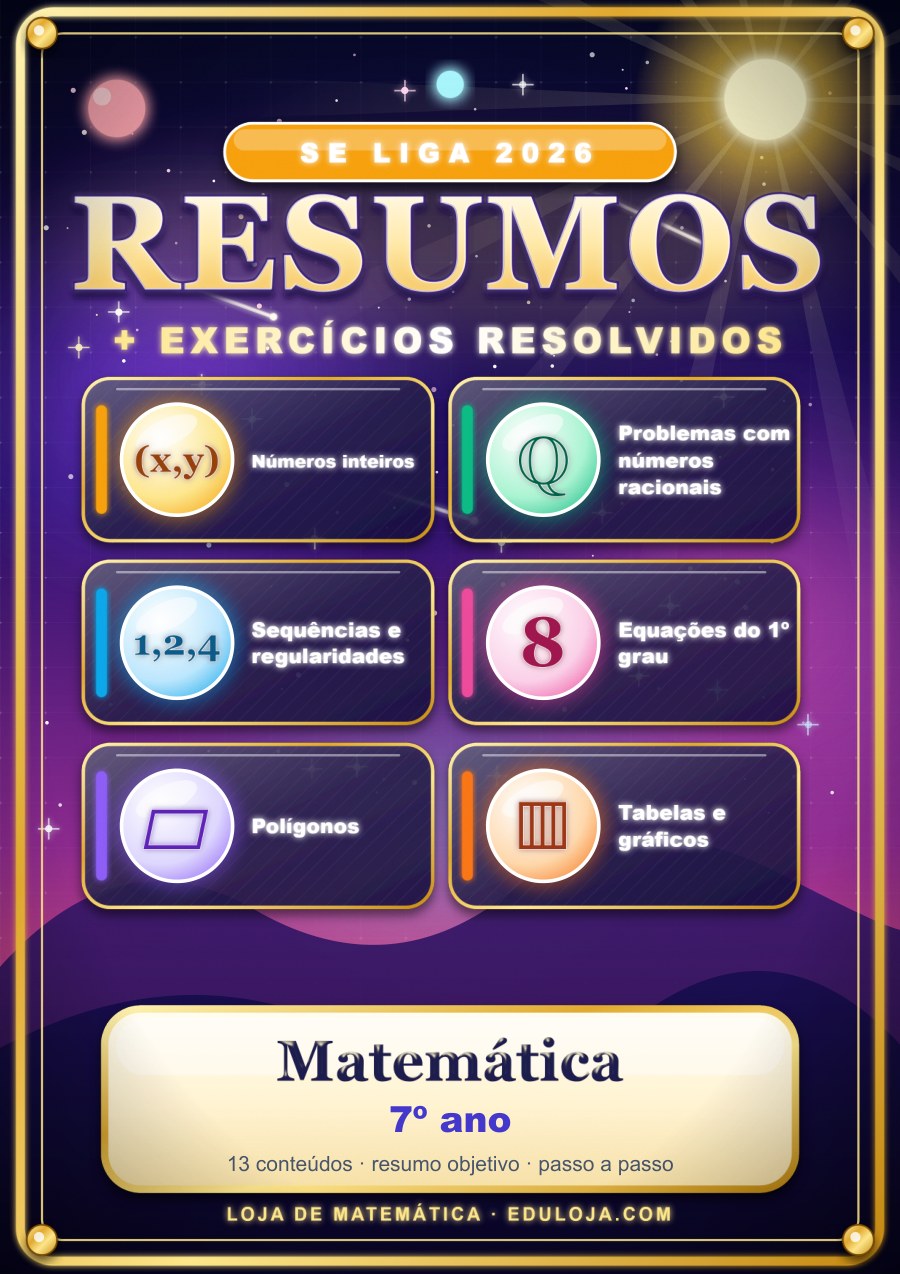 SE LIGA 2026
RESUMOS
+ EXERCÍCIOS RESOLVIDOS
(x,y)
Números inteiros
ℚ
Problemas com
números
racionais
1,2,4
Sequências e
regularidades
8
Equações do 1º
grau
Polígonos
Tabelas e
gráficos
Matemática
7º ano
13 conteúdos · resumo objetivo · passo a passo
LOJA DE MATEMÁTICA · EDULOJA.COM